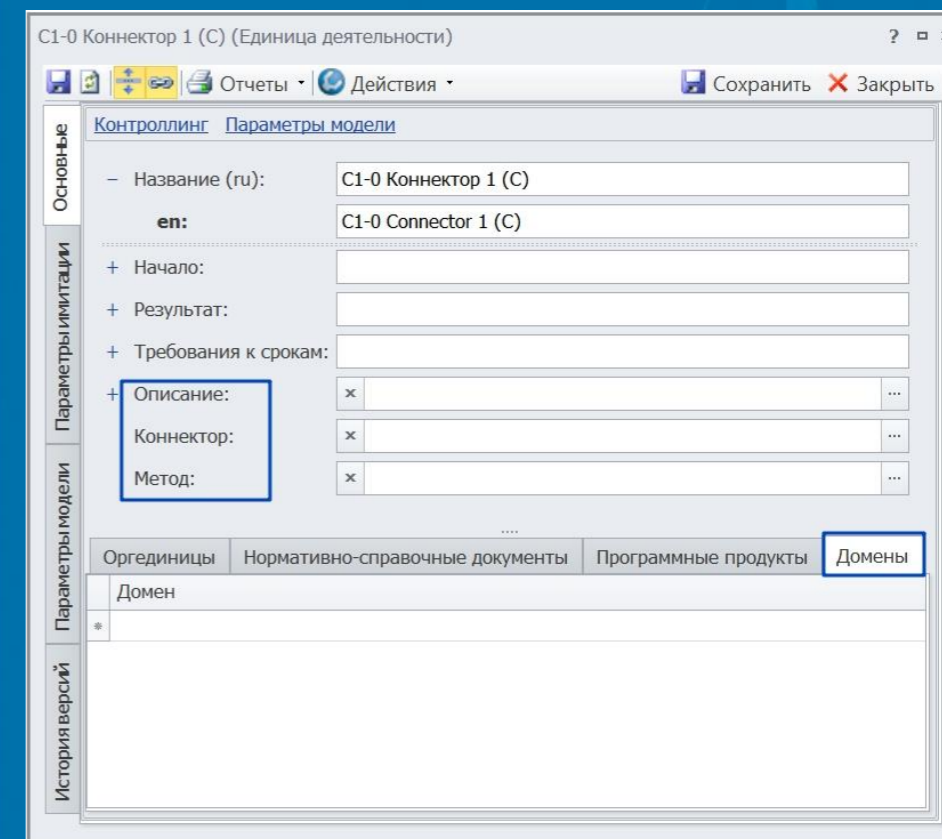 C1-0 Коннектор 1 (С) (Единица деятельности) ?
Отчеты Действия Сохранить Закрыть
Основные
Параметры имитации
Параметры модели
История версий
Контроллинг Параметры модели
− Название (ru): C1-0 Коннектор 1 (С)
en: C1-0 Connector 1 (C)
+ Начало:
+ Результат:
+ Требования к срокам:
+ Описание: × ...
Коннектор: × ...
Метод: × ...
Оргединицы Нормативно-справочные документы Программные продукты Домены
Домен